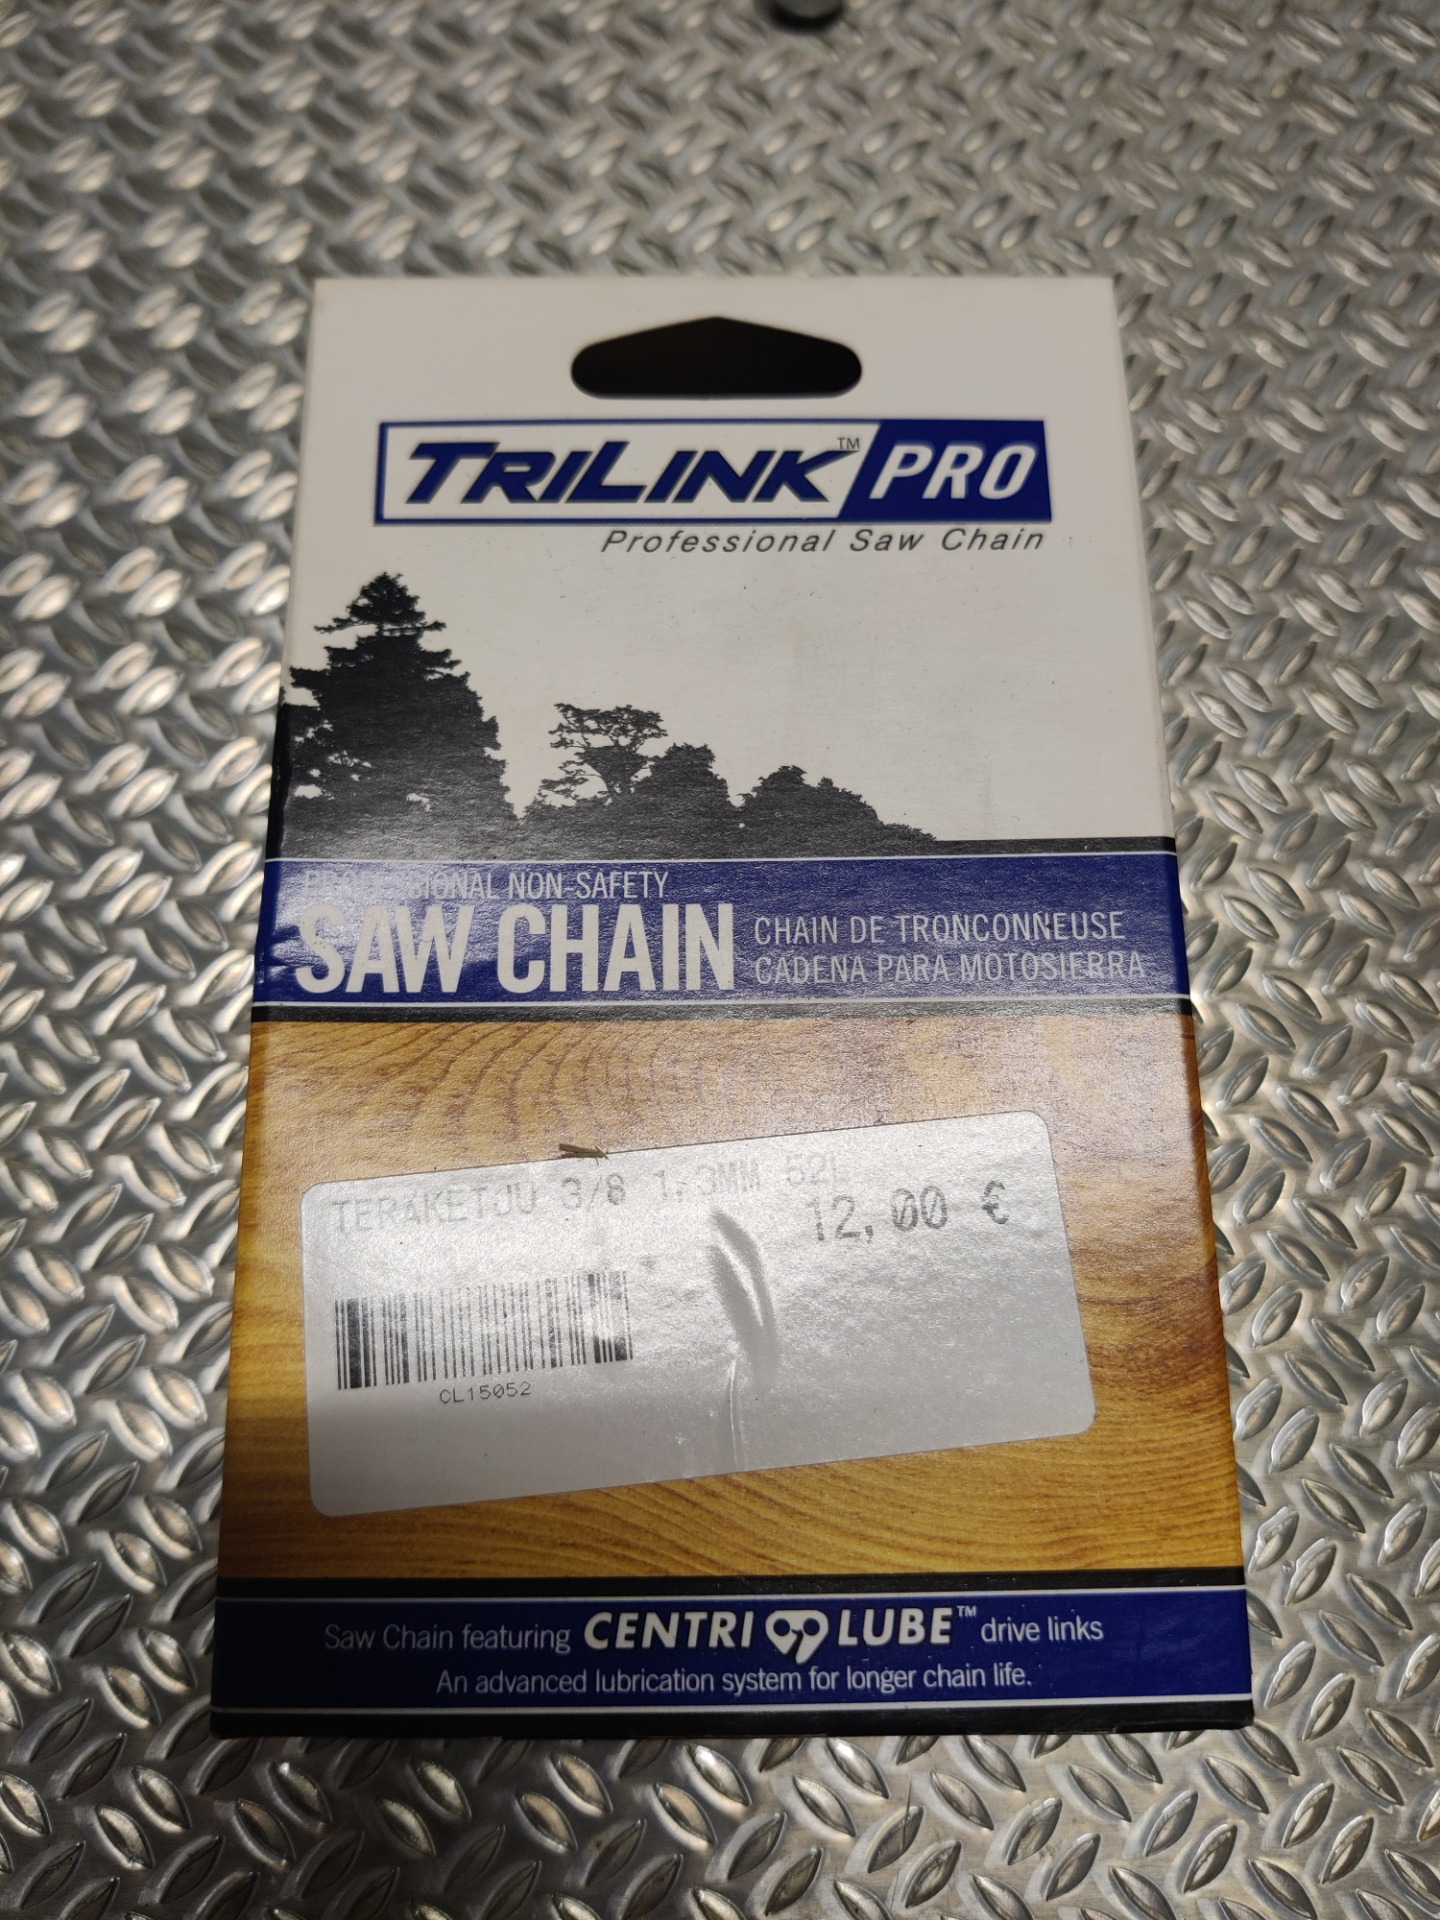 TRILINK™ PRO
Professional Saw Chain
PROFESSIONAL NON-SAFETY
SAW CHAIN
CHAIN DE TRONCONNEUSE
CADENA PARA MOTOSIERRA
TERÄKETJU 3/8 1,3MM 52L
12,00 €
CL15052
Saw Chain featuring CENTRI LUBE™ drive links
An advanced lubrication system for longer chain life.